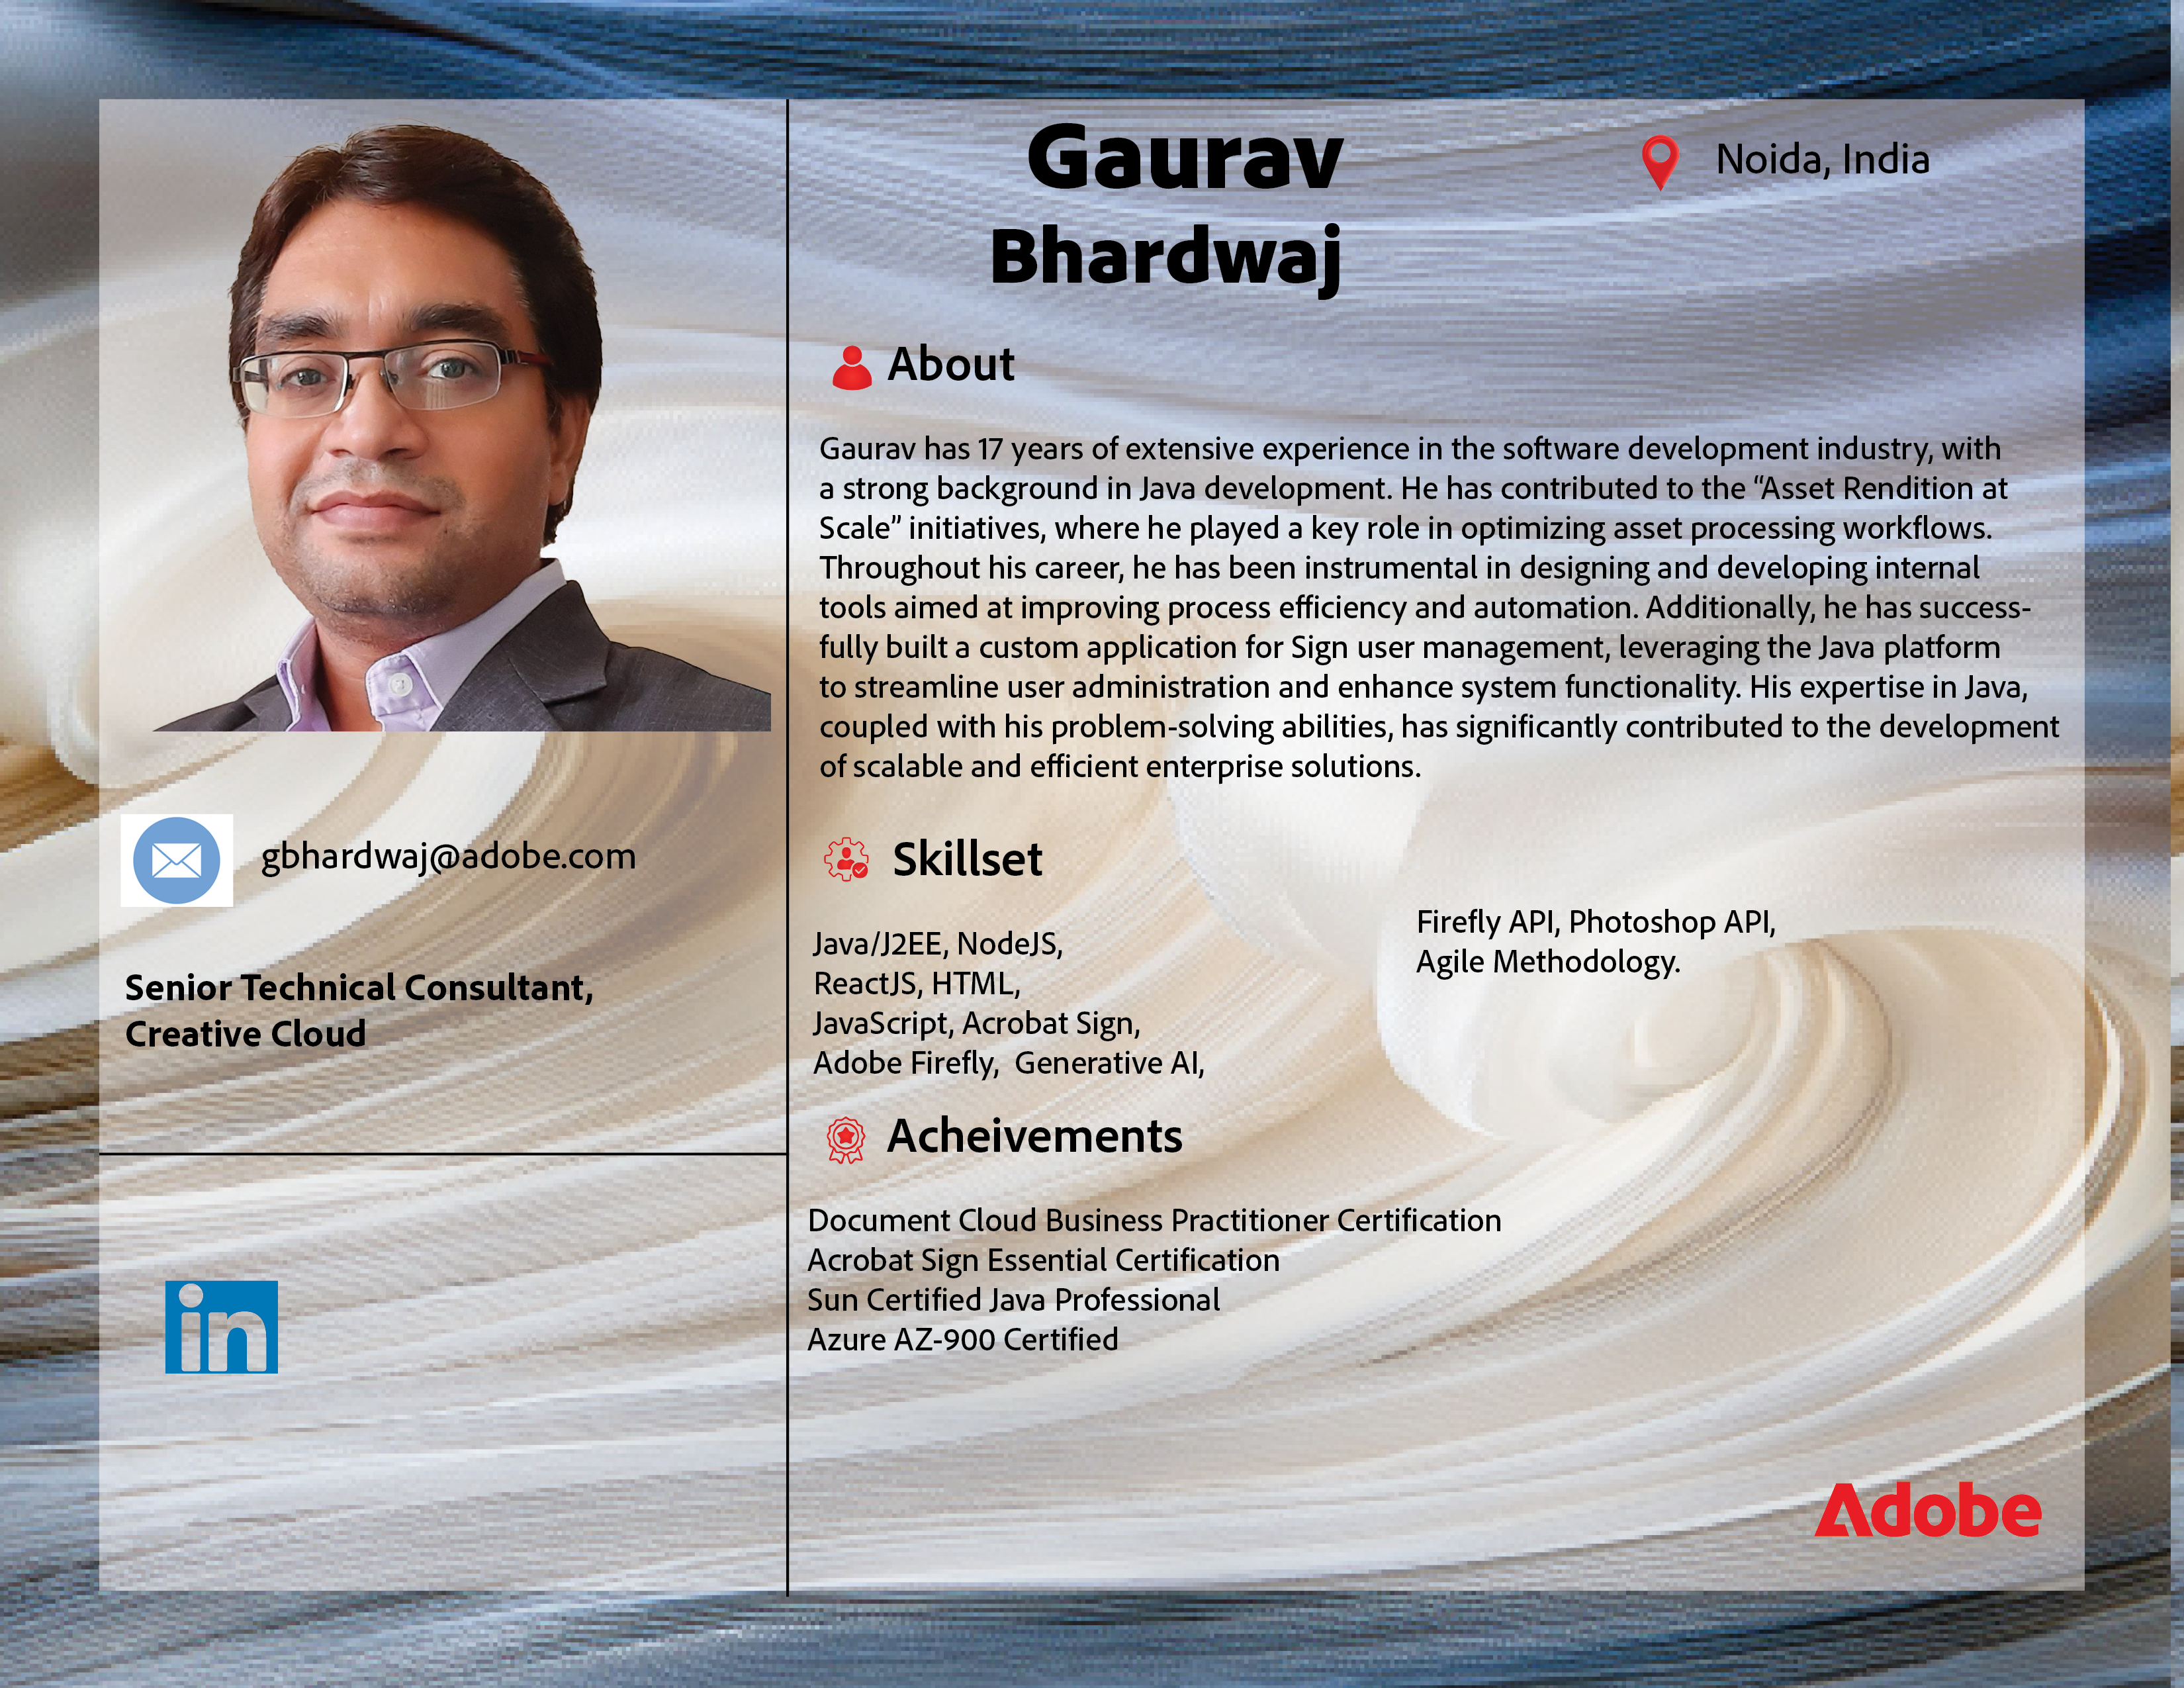 Gaurav
Bhardwaj
Noida, India
About
Gaurav has 17 years of extensive experience in the software development industry, with
a strong background in Java development. He has contributed to the “Asset Rendition at
Scale” initiatives, where he played a key role in optimizing asset processing workflows.
Throughout his career, he has been instrumental in designing and developing internal
tools aimed at improving process efficiency and automation. Additionally, he has success-
fully built a custom application for Sign user management, leveraging the Java platform
to streamline user administration and enhance system functionality. His expertise in Java,
coupled with his problem-solving abilities, has significantly contributed to the development
of scalable and efficient enterprise solutions.
gbhardwaj@adobe.com
Senior Technical Consultant,
Creative Cloud
in
Skillset
Java/J2EE, NodeJS,
ReactJS, HTML,
JavaScript, Acrobat Sign,
Adobe Firefly,  Generative AI,
Firefly API, Photoshop API,
Agile Methodology.
Acheivements
Document Cloud Business Practitioner Certification
Acrobat Sign Essential Certification
Sun Certified Java Professional
Azure AZ-900 Certified
Adobe